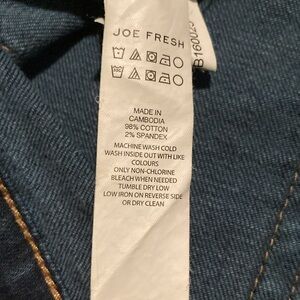 JOE FRESH
MADE IN
CAMBODIA
98% COTTON
2% SPANDEX
MACHINE WASH COLD
WASH INSIDE OUT WITH LIKE
COLOURS
ONLY NON-CHLORINE
BLEACH WHEN NEEDED
TUMBLE DRY LOW
LOW IRON ON REVERSE SIDE
OR DRY CLEAN